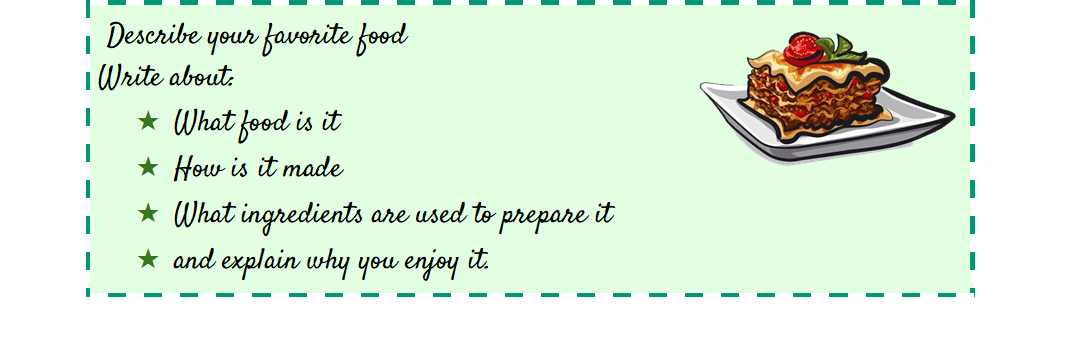 Describe your favorite food
Write about:
★ What food is it
★ How is it made
★ What ingredients are used to prepare it
★ and explain why you enjoy it.